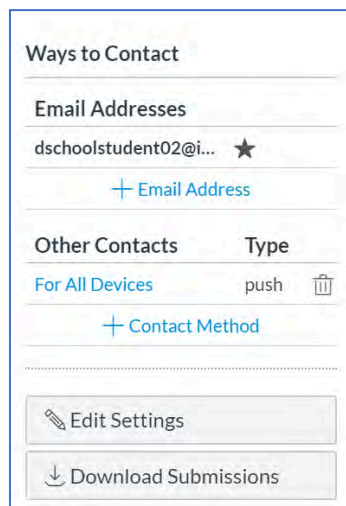 Ways to Contact
Email Addresses
dschoolstudent02@i...
+ Email Address
Other Contacts Type
For All Devices push
+ Contact Method
Edit Settings
Download Submissions